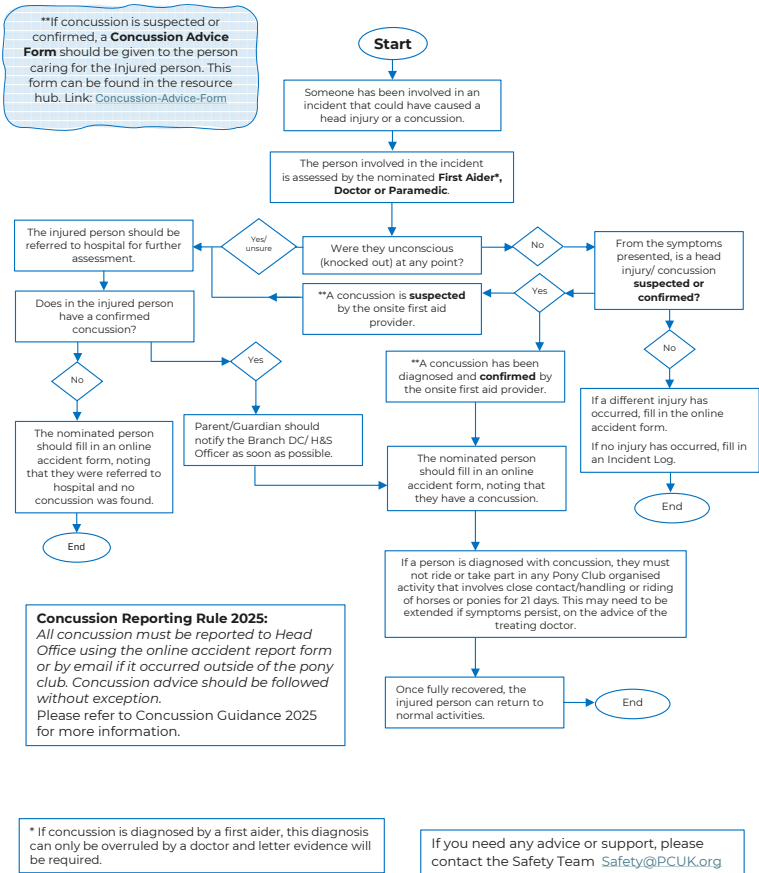 **If concussion is suspected or
confirmed, a Concussion Advice
Form should be given to the person
caring for the Injured person. This
form can be found in the resource
hub. Link: Concussion-Advice-Form
Start
Someone has been involved in an
incident that could have caused a
head injury or a concussion.
The person involved in the incident
is assessed by the nominated First Aider*,
Doctor or Paramedic.
The injured person should be
referred to hospital for further
assessment.
Yes/
unsure
Were they unconscious
(knocked out) at any point?
No
From the symptoms
presented, is a head
injury/ concussion
suspected or
confirmed?
Does in the injured person
have a confirmed
concussion?
**A concussion is suspected
by the onsite first aid
provider.
Yes
No
Yes
No
**A concussion has been
diagnosed and confirmed by
the onsite first aid provider.
If a different injury has
occurred, fill in the online
accident form.
If no injury has occurred, fill in
an Incident Log.
The nominated person
should fill in an online
accident form, noting
that they were referred to
hospital and no
concussion was found.
Parent/Guardian should
notify the Branch DC/ H&S
Officer as soon as possible.
The nominated person
should fill in an online
accident form, noting that
they have a concussion.
End
End
If a person is diagnosed with concussion, they must
not ride or take part in any Pony Club organised
activity that involves close contact/handling or riding
of horses or ponies for 21 days. This may need to be
extended if symptoms persist, on the advice of the
treating doctor.
Concussion Reporting Rule 2025:
All concussion must be reported to Head
Office using the online accident report form
or by email if it occurred outside of the pony
club. Concussion advice should be followed
without exception.
Please refer to Concussion Guidance 2025
for more information.
Once fully recovered, the
injured person can return to
normal activities.
End
* If concussion is diagnosed by a first aider, this diagnosis
can only be overruled by a doctor and letter evidence will
be required.
If you need any advice or support, please
contact the Safety Team Safety@PCUK.org